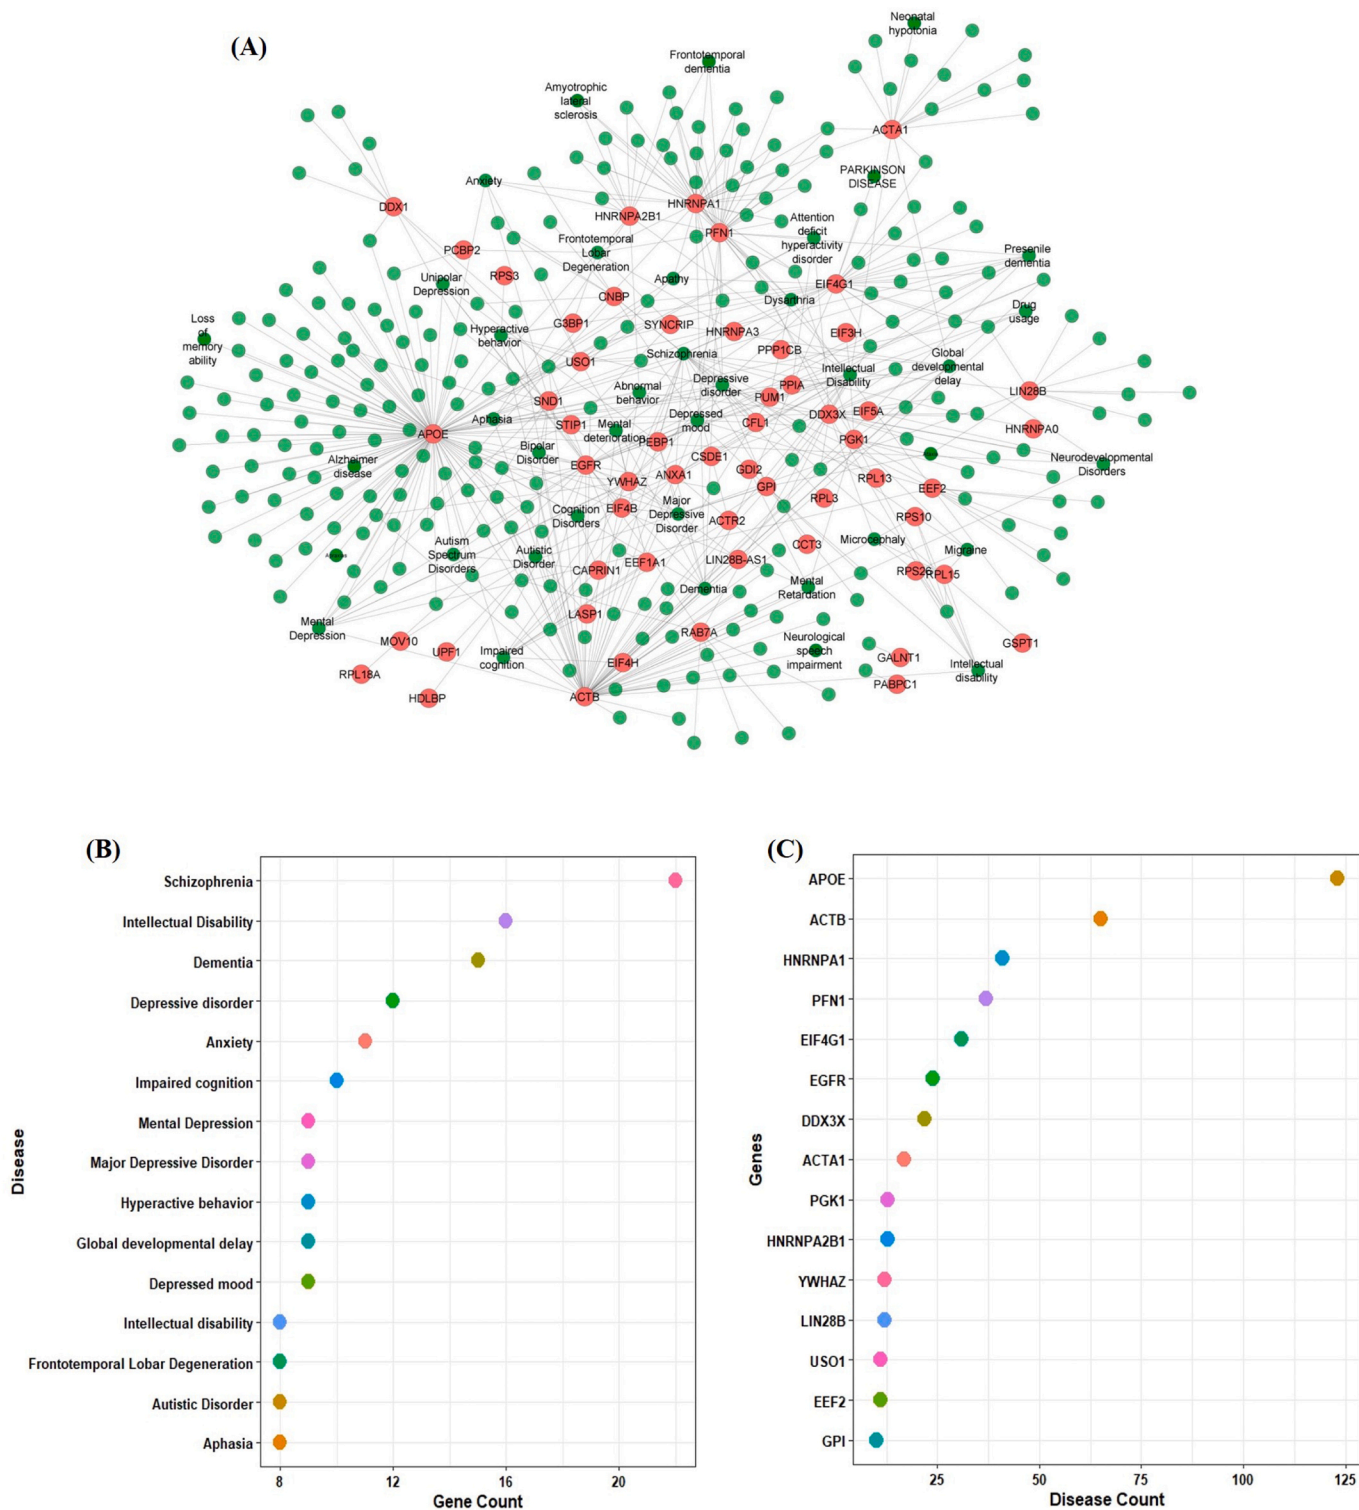 (A)
Neonatal
hypotonia
Frontotemporal
dementia
Amyotrophic
lateral
sclerosis
ACTA1
PARKINSON
DISEASE
Anxiety
DDX1
HNRNPA1
HNRNPA2B1
PFN1
Attention
deficit
hyperactivity
disorder
PCBP2
Frontotemporal
Lobar
Degeneration
Presenile
dementia
RPS3
Unipolar
Depression
Apathy
EIF4G1
CNBP
Dysarthria
Drug
usage
Loss
of
memory
ability
Hyperactive
behavior
G3BP1
SYNCRIP
HNRNPA3
EIF3H
PPP1CB
Schizophrenia
USO1
Global
developmental
delay
Intellectual
Disability
Abnormal
behavior
Depressive
disorder
PPIA
PUM1
LIN28B
SND1
Aphasia
STIP1
Mental
deterioration
Depressed
mood
CFL1
DDX3X
EIF5A
HNRNPA0
APOE
PEBP1
PGK1
Bipolar
Disorder
CSDE1
Alzheimer
disease
EGFR
GDI2
Neurodevelopmental
Disorders
YWHAZ
ANXA1
GPI
RPL13
EEF2
RPL3
EIF4B
Cognition
Disorders
Major
Depressive
Disorder
ACTR2
RPS10
Microcephaly
Migraine
CCT3
Autism
Spectrum
Disorders
Autistic
Disorder
EEF1A1
CAPRIN1
LIN28B-AS1
RPS26
RPL15
Dementia
Mental
Retardation
LASP1
Mental
Depression
MOV10
RAB7A
UPF1
Impaired
cognition
EIF4H
Neurological
speech
impairment
GALNT1
GSPT1
RPL18A
HDLBP
ACTB
PABPC1
Intellectual
disability
(B)
Schizophrenia
Intellectual Disability
Dementia
Depressive disorder
Anxiety
Impaired cognition
Mental Depression
Major Depressive Disorder
Hyperactive behavior
Global developmental delay
Depressed mood
Intellectual disability
Frontotemporal Lobar Degeneration
Autistic Disorder
Aphasia
Disease
8 12 16 20
Gene Count
(C)
APOE
ACTB
HNRNPA1
PFN1
EIF4G1
EGFR
DDX3X
ACTA1
PGK1
HNRNPA2B1
YWHAZ
LIN28B
USO1
EEF2
GPI
Genes
25 50 75 100 125
Disease Count